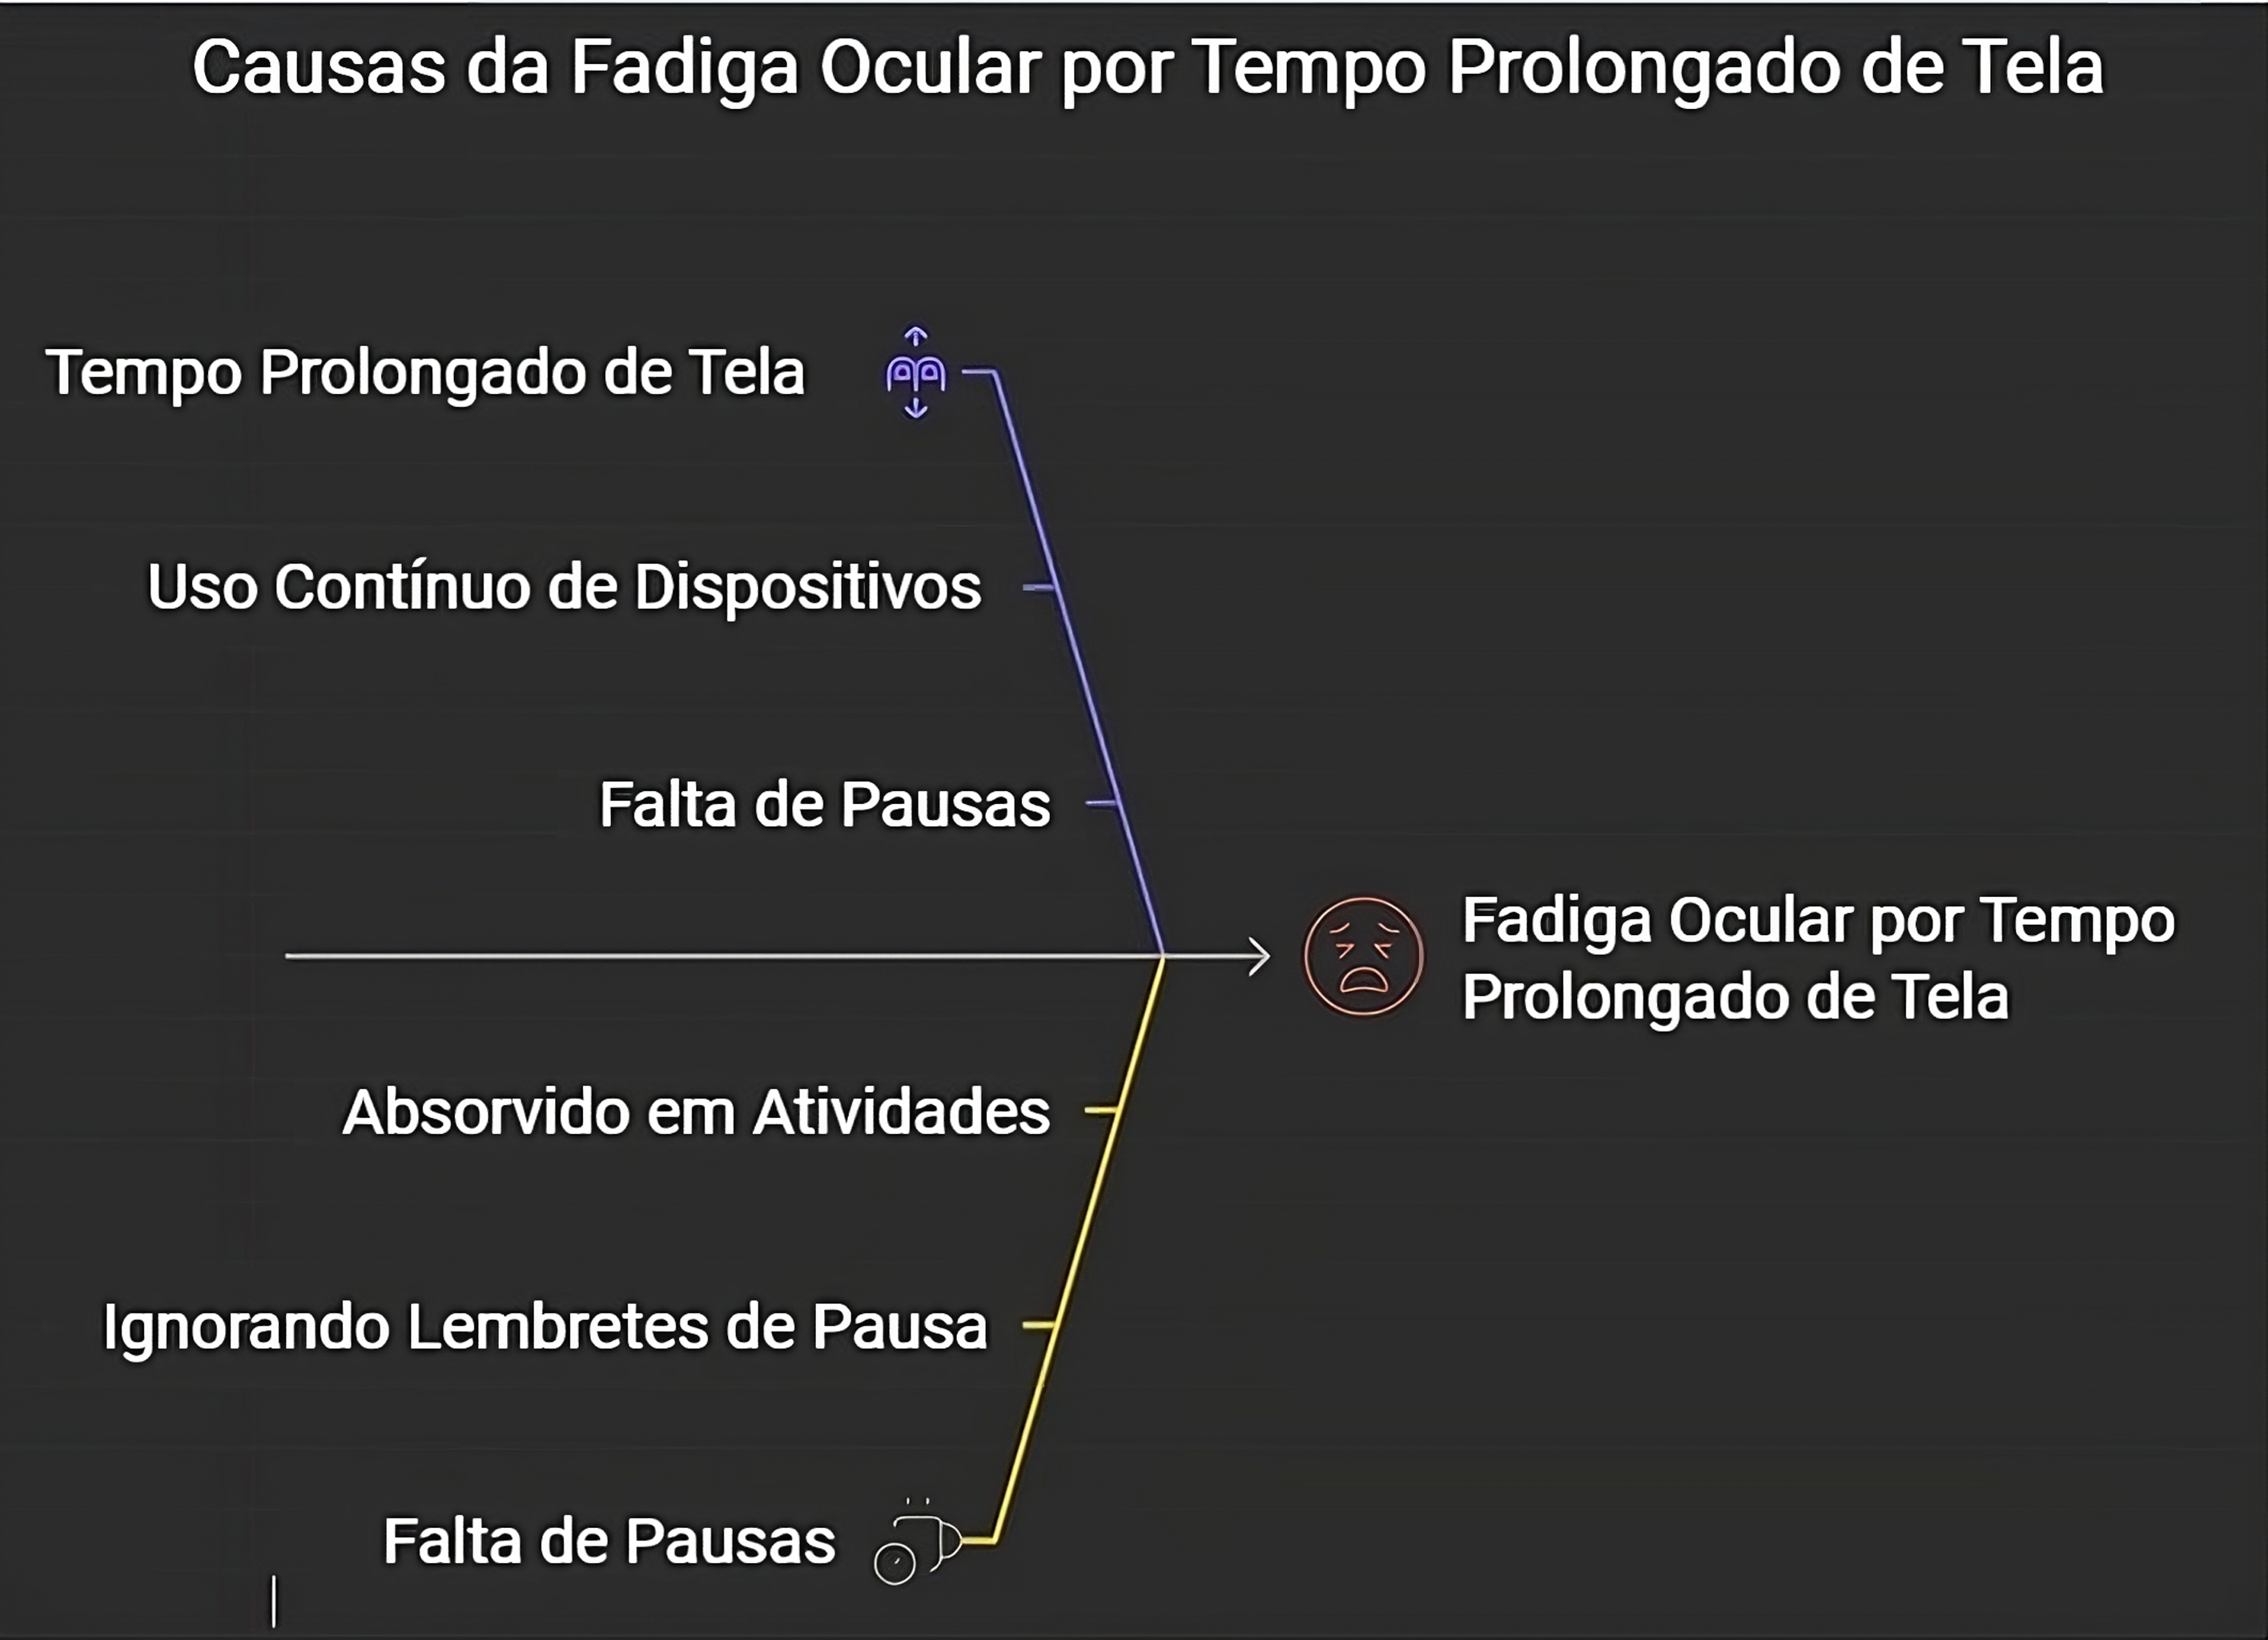 Causas da Fadiga Ocular por Tempo Prolongado de Tela
Tempo Prolongado de Tela
Uso Contínuo de Dispositivos
Falta de Pausas
Fadiga Ocular por Tempo
Prolongado de Tela
Absorvido em Atividades
Ignorando Lembretes de Pausa
Falta de Pausas